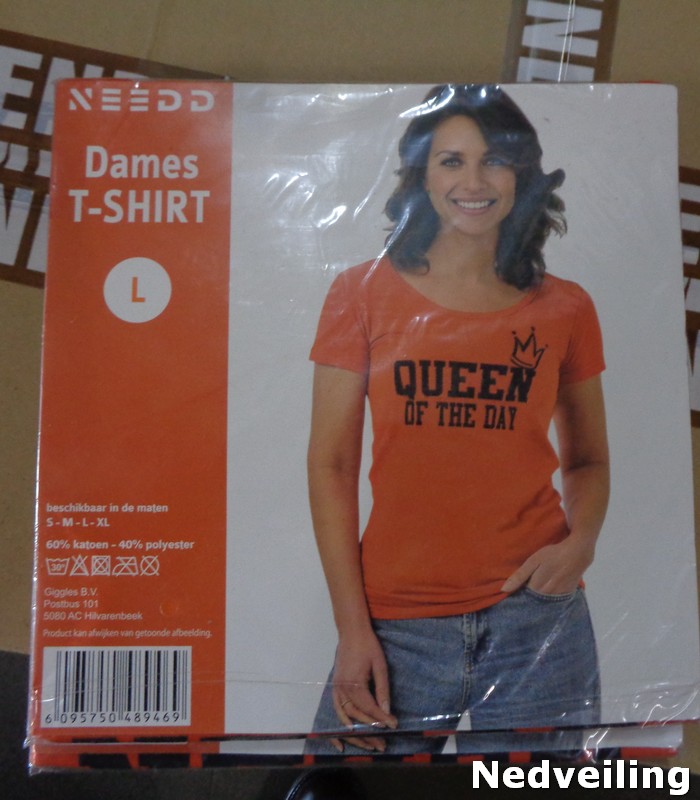 NEEDD
Dames
T-SHIRT
L
QUEEN
OF THE DAY
beschikbaar in de maten
S - M - L - XL
60% katoen - 40% polyester
30°
Giggles B.V.
Postbus 101
5080 AC Hilvarenbeek
Product kan afwijken van getoonde afbeelding.
6 095750 489469
Nedveiling